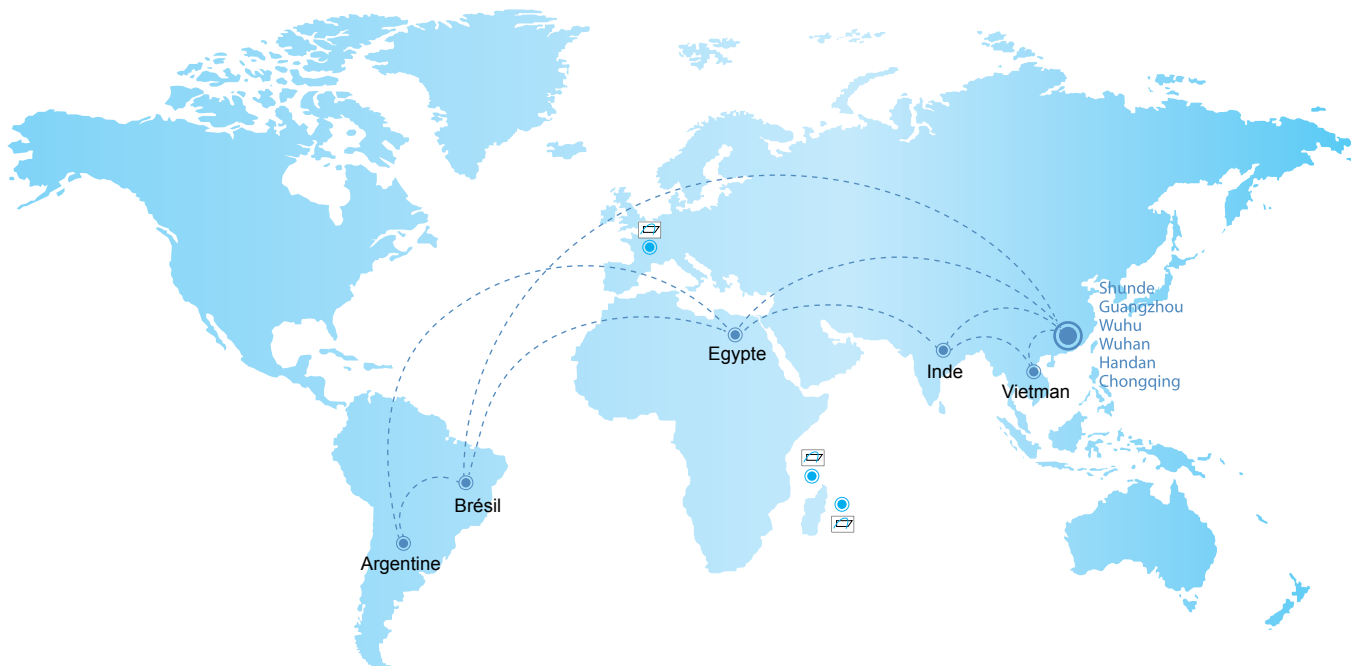 Shunde
Guangzhou
Wuhu
Wuhan
Handan
Chongqing
Egypte
Inde
Vietman
Brésil
Argentine